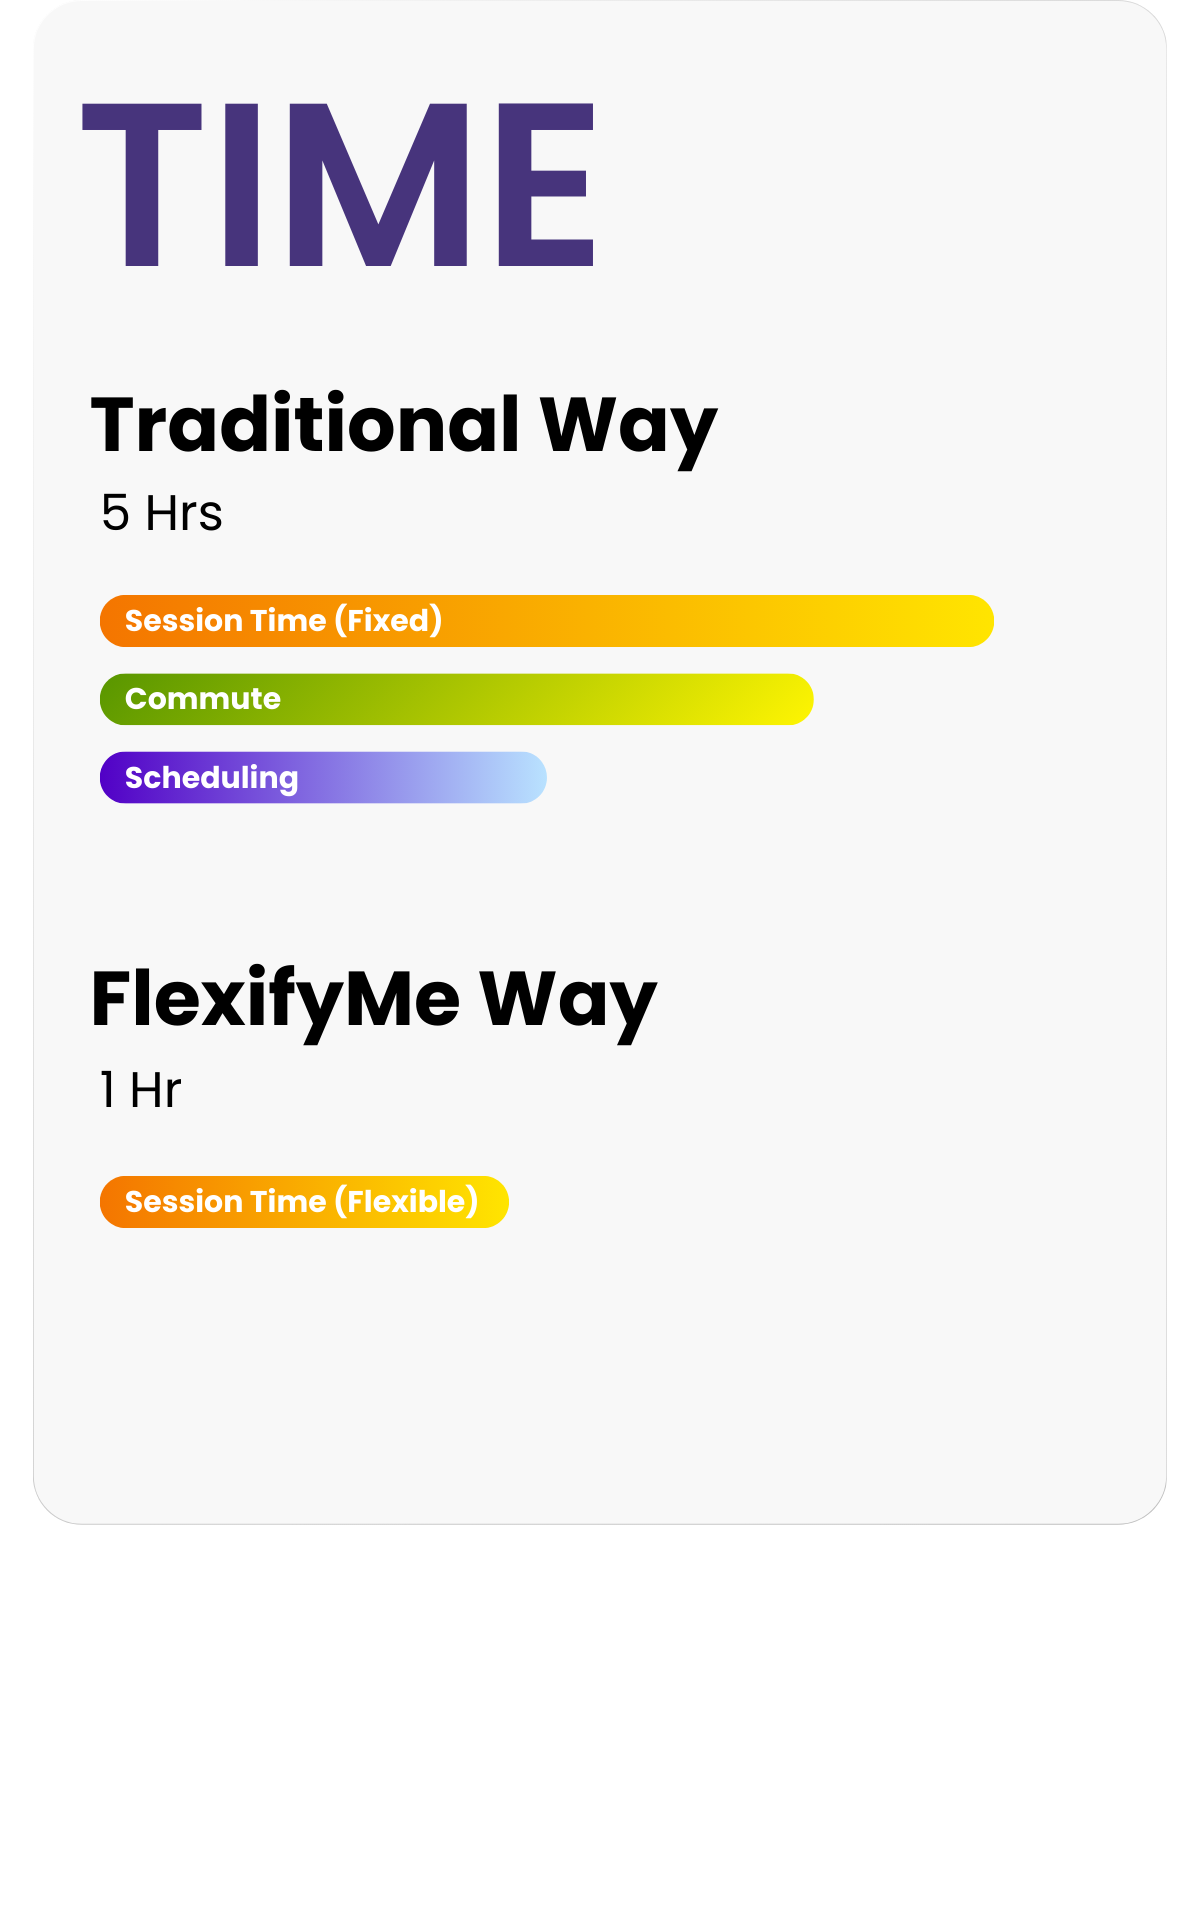 TIME
Traditional Way
5 Hrs
Session Time (Fixed)
Commute
Scheduling
FlexifyMe Way
1 Hr
Session Time (Flexible)